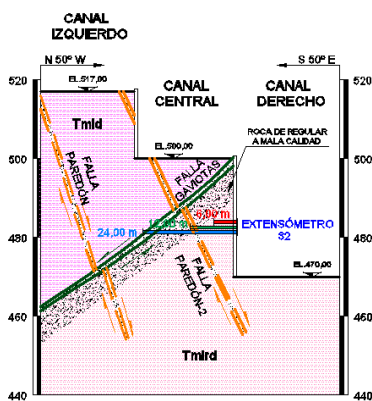 CANAL
IZQUIERDO
N 50° W
S 50° E
EL.517,00
CANAL
CENTRAL
CANAL
DERECHO
520
520
Tmid
ROCA DE REGULAR
A MALA CALIDAD
EL.500,00
500
500
FALLA
PAREDÓN
FALLA
GAVIOTAS
6,00 m
24,00 m
EXTENSÓMETRO
S2
480
480
FALLA
PAREDÓN-2
EL.470,00
460
460
Tmird
440
440